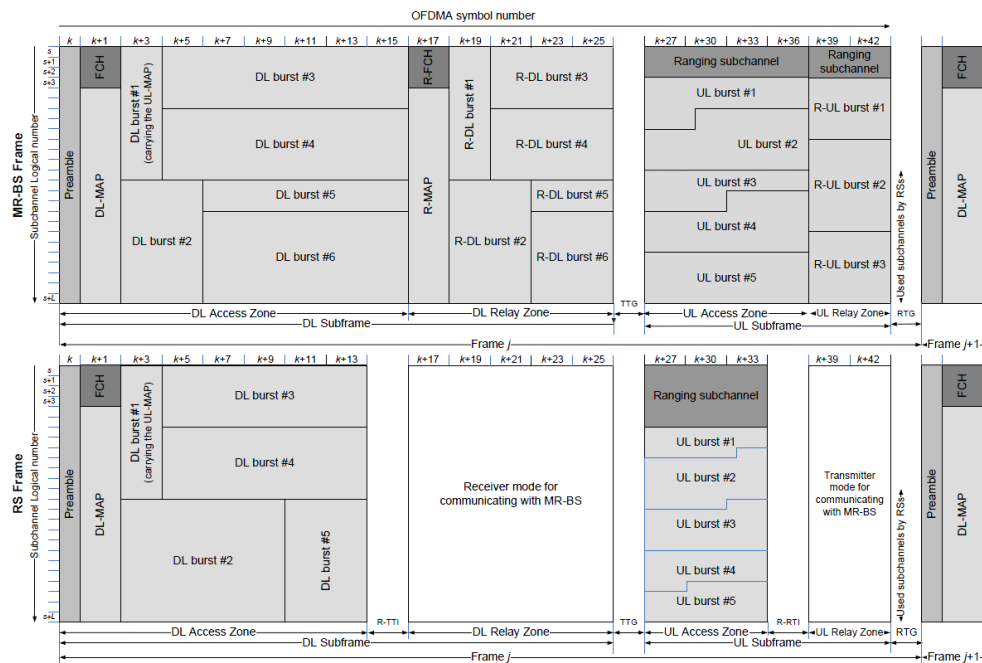 OFDMA symbol number
k k+1 k+3 k+5 k+7 k+9 k+11 k+15 k+17 k+19 k+21 k+23 k+25 k+27 k+30 k+33 k+36 k+39 k+42
MR-BS Frame
Subchannel Logical number
s
s+1
s+2
s+3
s+L
Preamble
FCH
DL-MAP
DL burst #1
(carrying the UL-MAP)
DL burst #3
DL burst #4
DL burst #2
DL burst #5
DL burst #6
R-FCH
R-MAP
R-DL burst #1
R-DL burst #3
R-DL burst #4
R-DL burst #2
R-DL burst #5
R-DL burst #6
Ranging subchannel
UL burst #1
UL burst #2
UL burst #3
UL burst #4
UL burst #5
Ranging
subchannel
R-UL burst #1
R-UL burst #2
R-UL burst #3
Used subchannels by RSs
Preamble
FCH
DL-MAP
DL Access Zone
DL Relay Zone
TTG
UL Access Zone
UL Relay Zone
RTG
DL Subframe
UL Subframe
Frame j
Frame j+1
k k+1 k+3 k+5 k+7 k+9 k+11 k+13 k+17 k+19 k+21 k+23 k+25 k+27 k+30 k+33 k+39 k+42
RS Frame
Subchannel Logical number
s
s+1
s+2
s+3
s+L
Preamble
FCH
DL-MAP
DL burst #1
(carrying the UL-MAP)
DL burst #3
DL burst #4
DL burst #2
DL burst #5
Receiver mode for
communicating with MR-BS
Ranging subchannel
UL burst #1
UL burst #2
UL burst #3
UL burst #4
UL burst #5
Transmitter
mode for
communicating
with MR-BS
Used subchannels by RSs
Preamble
FCH
DL-MAP
DL Access Zone
R-TTI
DL Relay Zone
TTG
UL Access Zone
R-RTI
UL Relay Zone
RTG
DL Subframe
UL Subframe
Frame j
Frame j+1